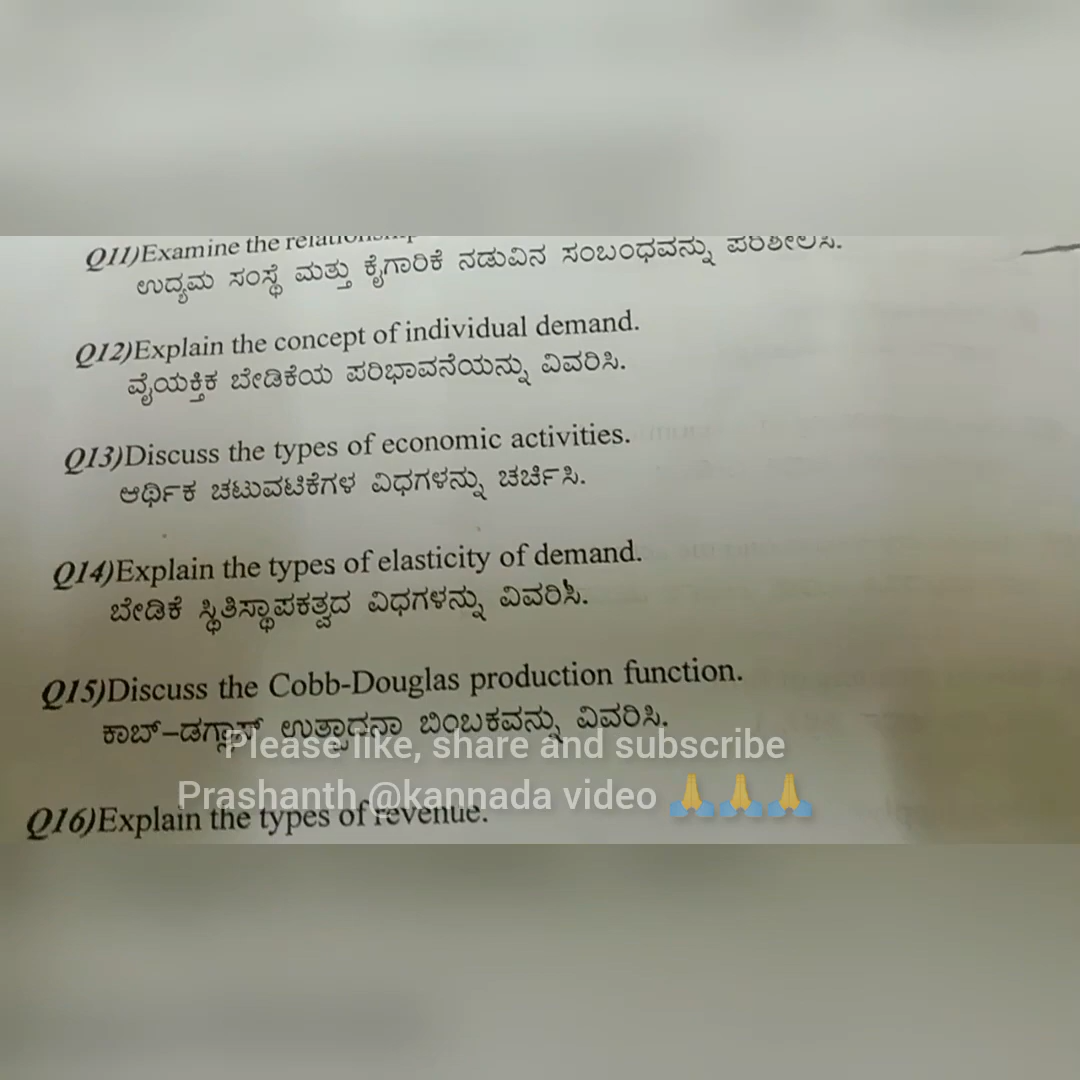 Q11)Examine the relationship
ಉದ್ಯಮ ಸಂಸ್ಥೆ ಮತ್ತು ಕೈಗಾರಿಕೆ ನಡುವಿನ ಸಂಬಂಧವನ್ನು ಪರಿಶೀಲಿಸಿ.
Q12)Explain the concept of individual demand.
ವೈಯಕ್ತಿಕ ಬೇಡಿಕೆಯ ಪರಿಭಾವನೆಯನ್ನು ವಿವರಿಸಿ.
Q13)Discuss the types of economic activities.
ಆರ್ಥಿಕ ಚಟುವಟಿಕೆಗಳ ವಿಧಗಳನ್ನು ಚರ್ಚಿಸಿ.
Q14)Explain the types of elasticity of demand.
ಬೇಡಿಕೆ ಸ್ಥಿತಿಸ್ಥಾಪಕತ್ವದ ವಿಧಗಳನ್ನು ವಿವರಿಸಿ.
Q15)Discuss the Cobb-Douglas production function.
ಕಾಬ್–ಡಗ್ಲಾಸ್ ಉತ್ಪಾದನಾ ಬಿಂಬಕವನ್ನು ವಿವರಿಸಿ.
Please like, share and subscribe
Prashanth @kannada video 🙏🙏🙏
Q16)Explain the types of revenue.